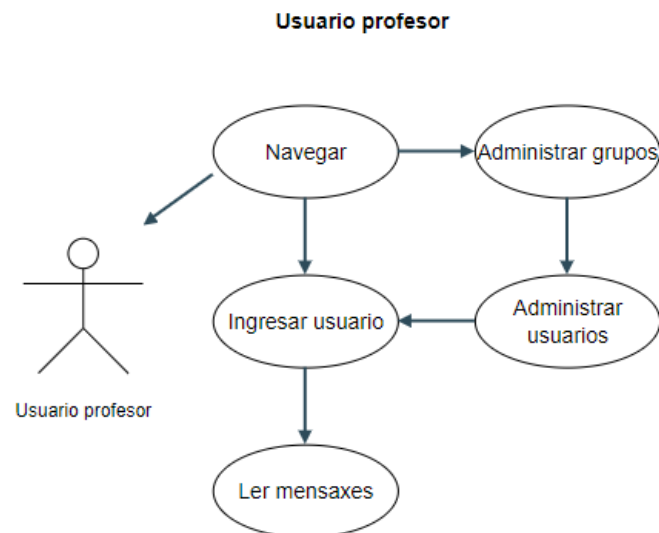 Usuario profesor
Navegar
Administrar grupos
Ingresar usuario
Administrar
usuarios
Usuario profesor
Ler mensaxes